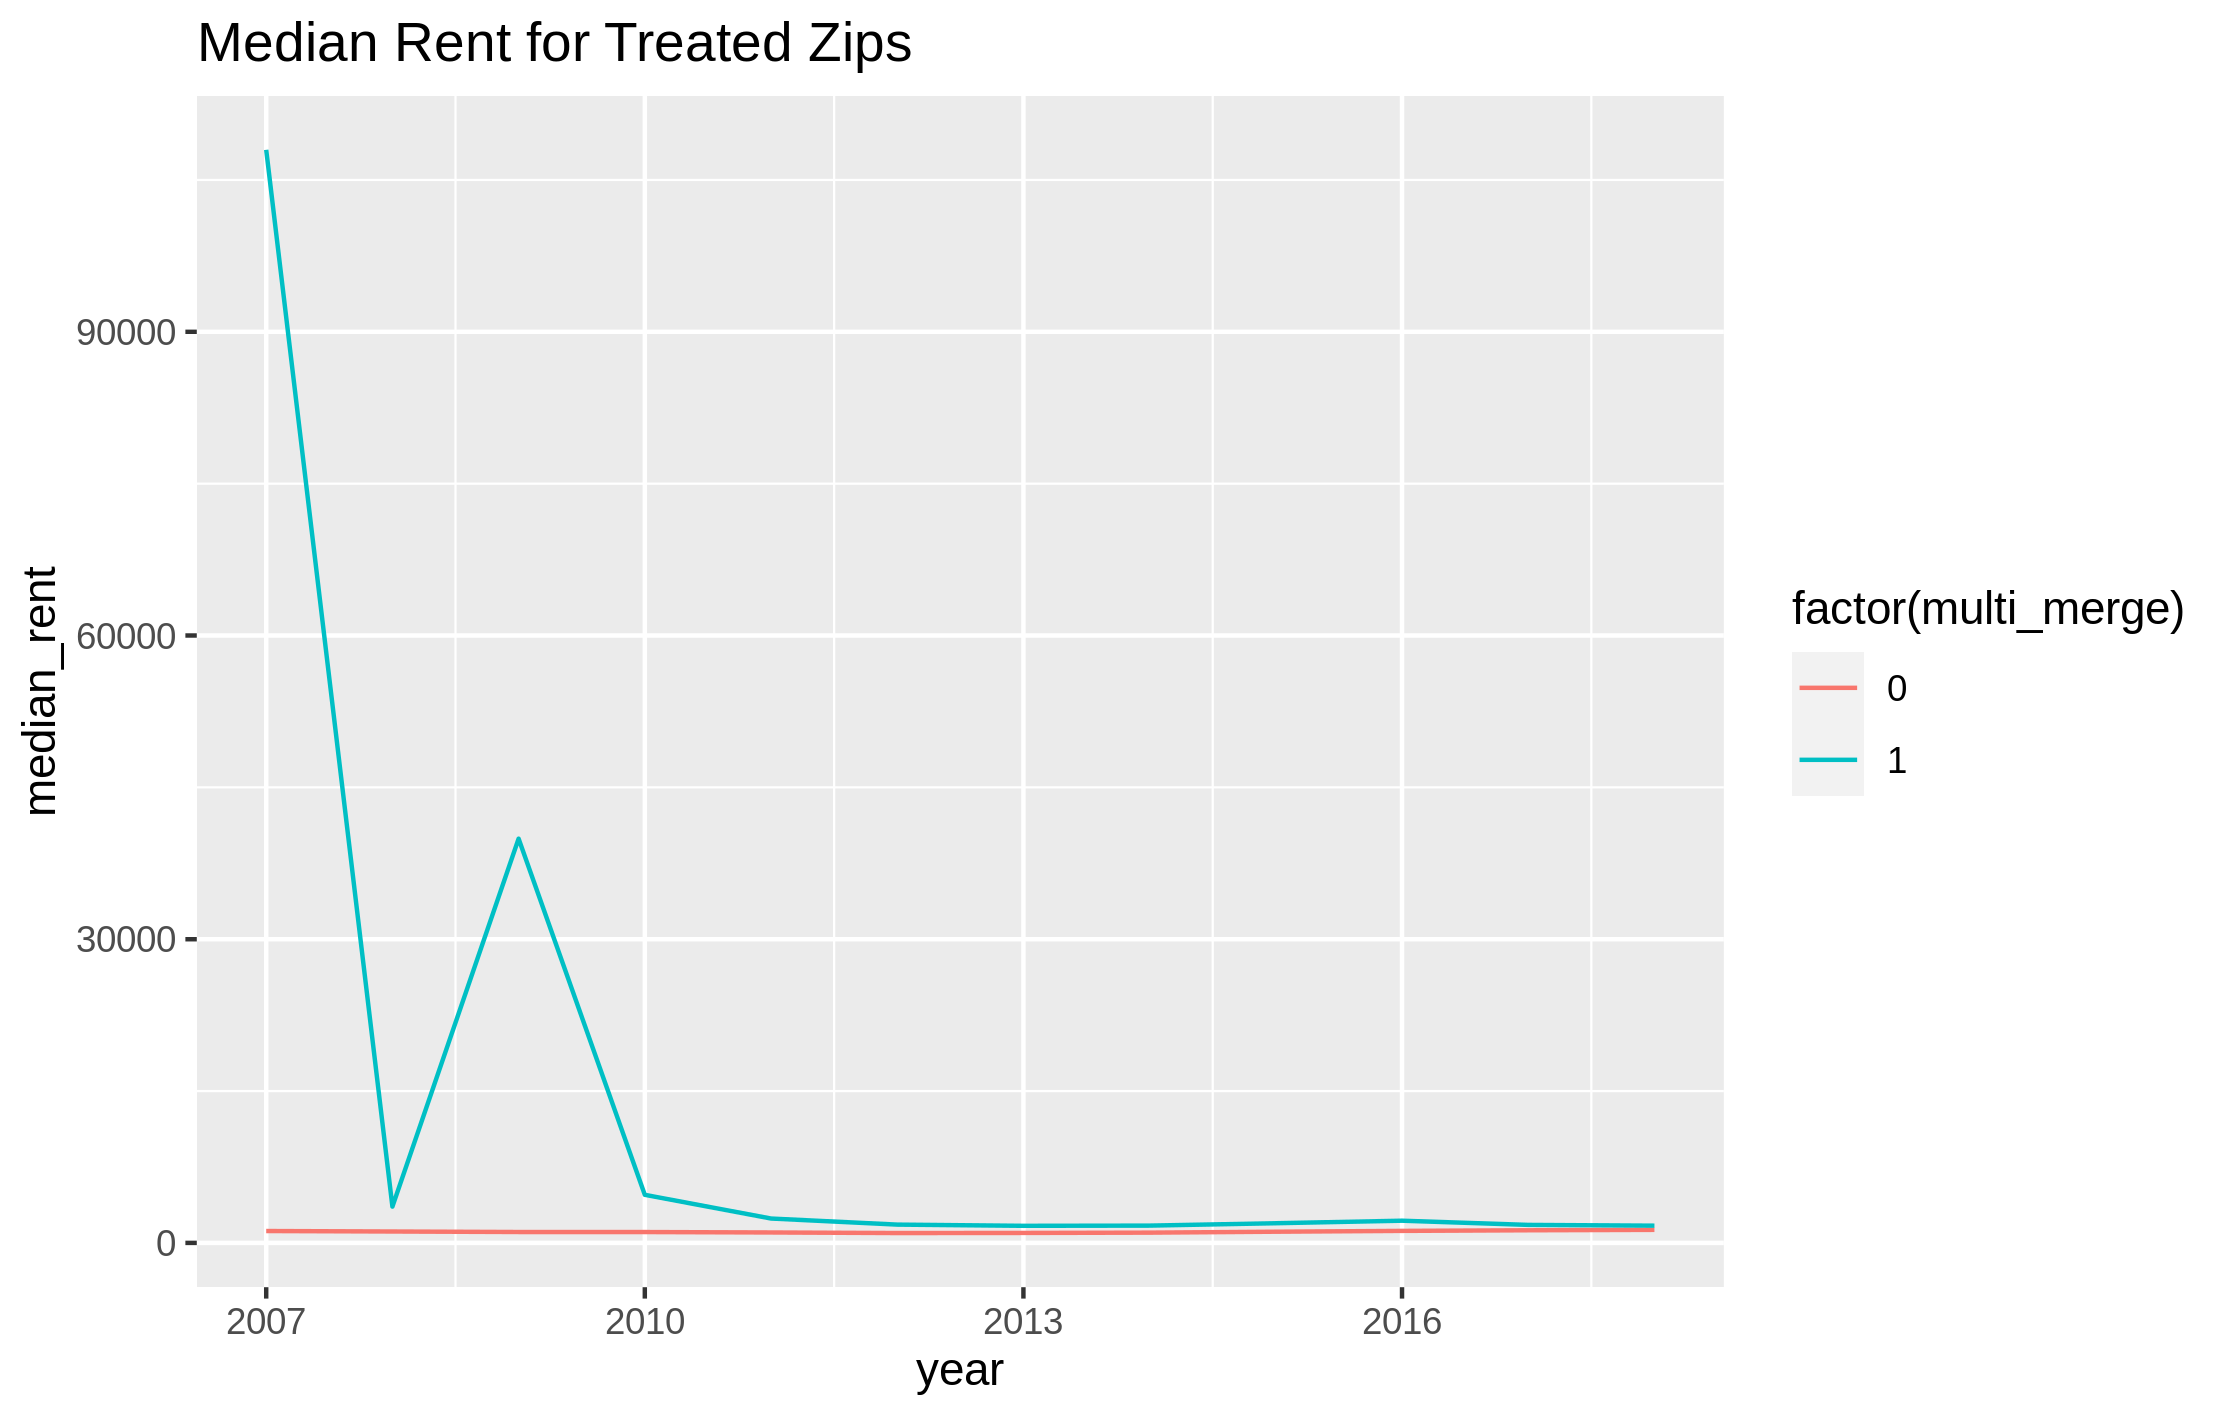 Median Rent for Treated Zips
median_rent
90000
60000
30000
0
2007 2010 2013 2016
year
factor(multi_merge)
0
1